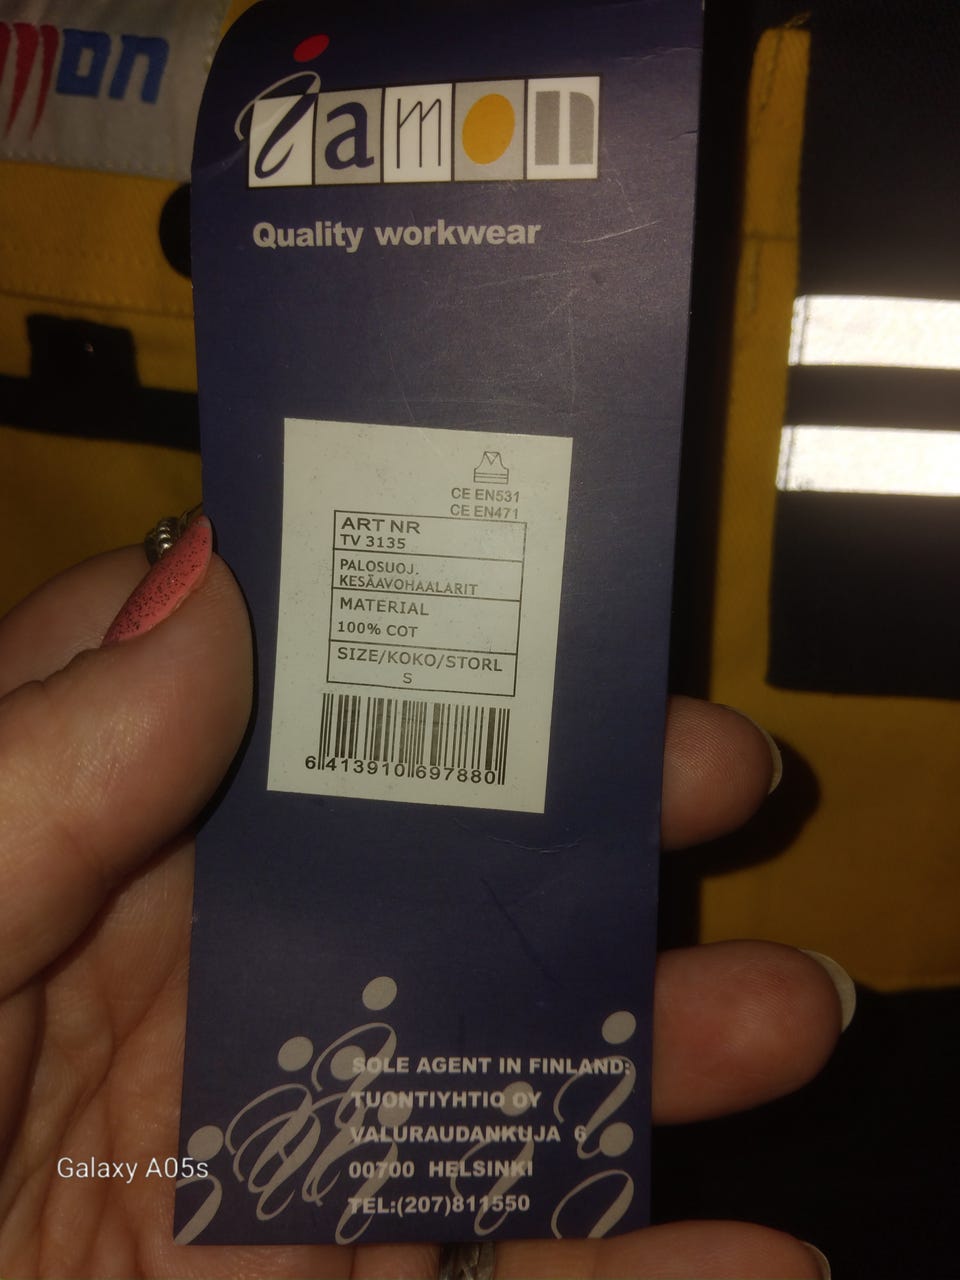 iamon
Quality workwear
CE EN531
CE EN471
ART NR
TV 3135
PALOSUOJ.
KESÄAVOHAALARIT
MATERIAL
100% COT
SIZE/KOKO/STORL
S
6 413910 697880
SOLE AGENT IN FINLAND:
TUONTIYHTIO OY
VALURAUDANKUJA 6
00700 HELSINKI
TEL:(207)811550
Galaxy A05s